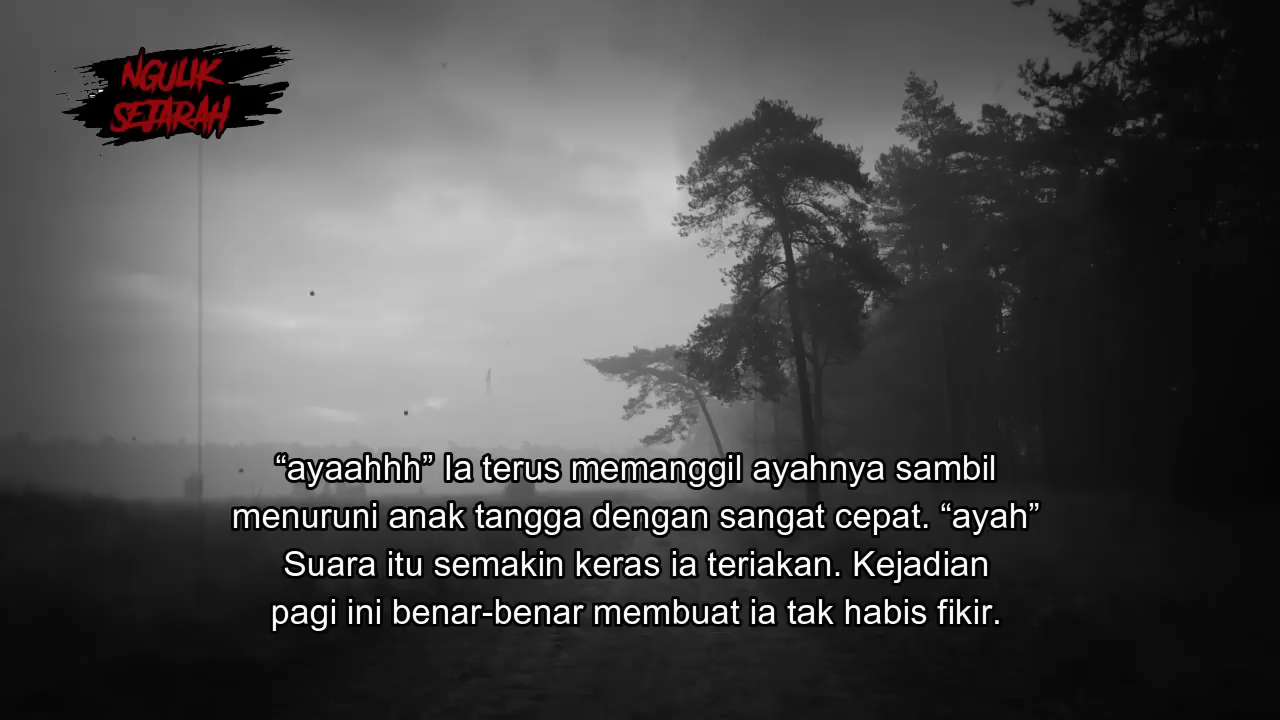 NGULIK
SEJARAH
“ayaahhh” Ia terus memanggil ayahnya sambil
menuruni anak tangga dengan sangat cepat. “ayah”
Suara itu semakin keras ia teriakan. Kejadian
pagi ini benar-benar membuat ia tak habis fikir.